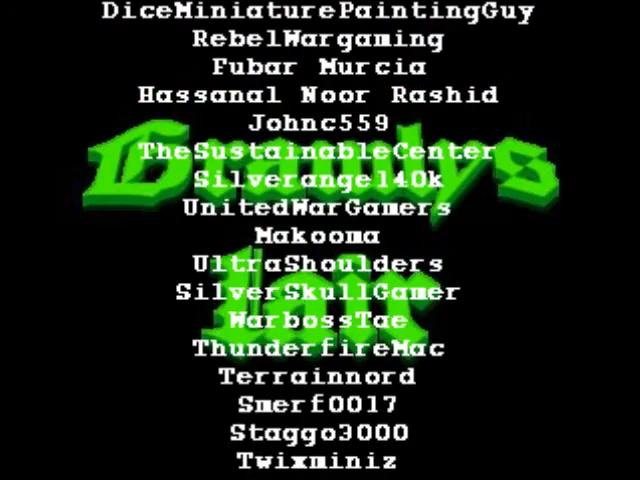 DiceMiniaturePaintingGuy
RebelWargaming
Fubar Murcia
Hassanal Noor Rashid
Johnc559
TheSustainableCenter
Silverangel40k
UnitedWarGamers
Makooma
UltraShoulders
SilverSkullGamer
WarbossTae
ThunderfireMac
Terrainnord
Smerf0017
Staggo3000
Twixminiz
lair